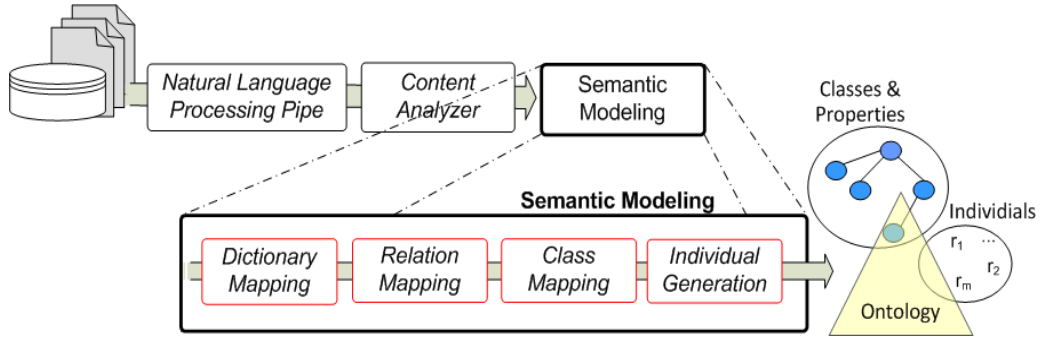 Natural Language
Processing Pipe
Content
Analyzer
Semantic
Modeling
Classes &
Properties
Semantic Modeling
Dictionary
Mapping
Relation
Mapping
Class
Mapping
Individual
Generation
Individials
r1 ...
r2
rm
Ontology